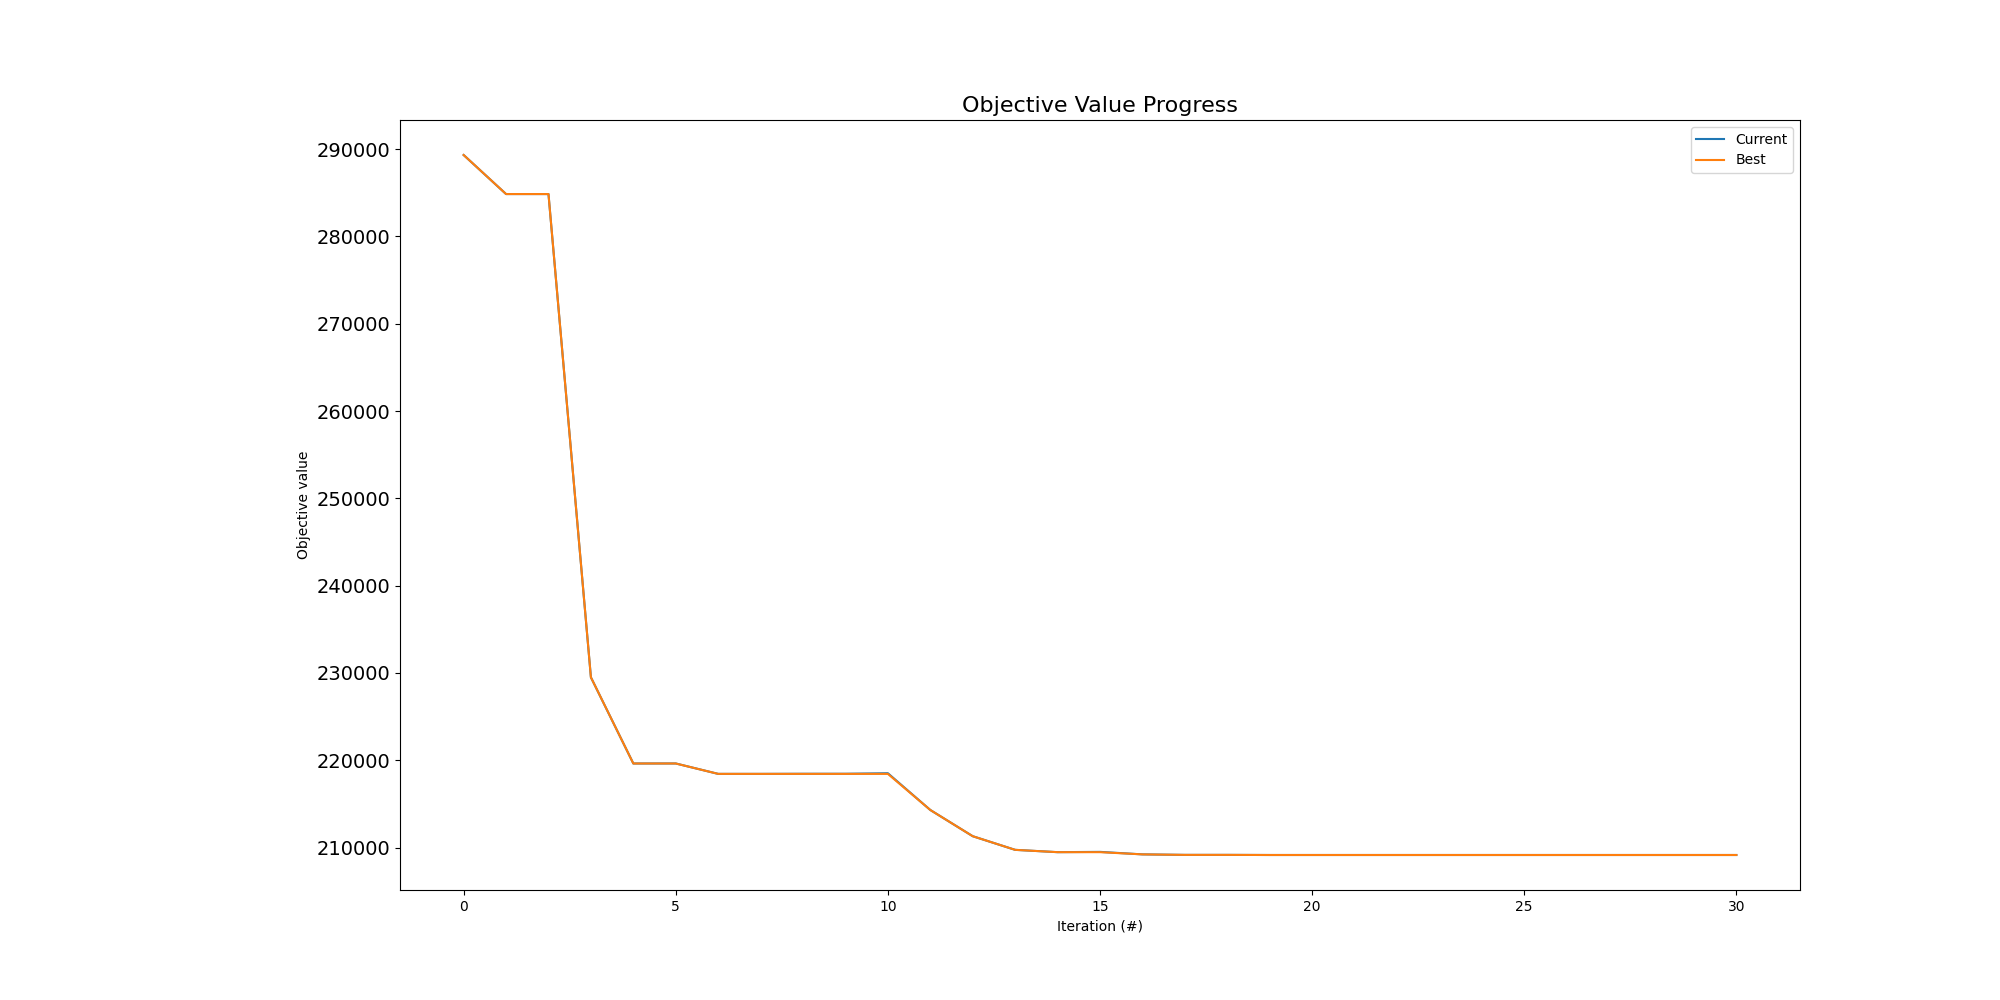 Objective Value Progress
Current
Best
290000
280000
270000
260000
250000
240000
230000
220000
210000
Objective value
0 5 10 15 20 25 30
Iteration (#)